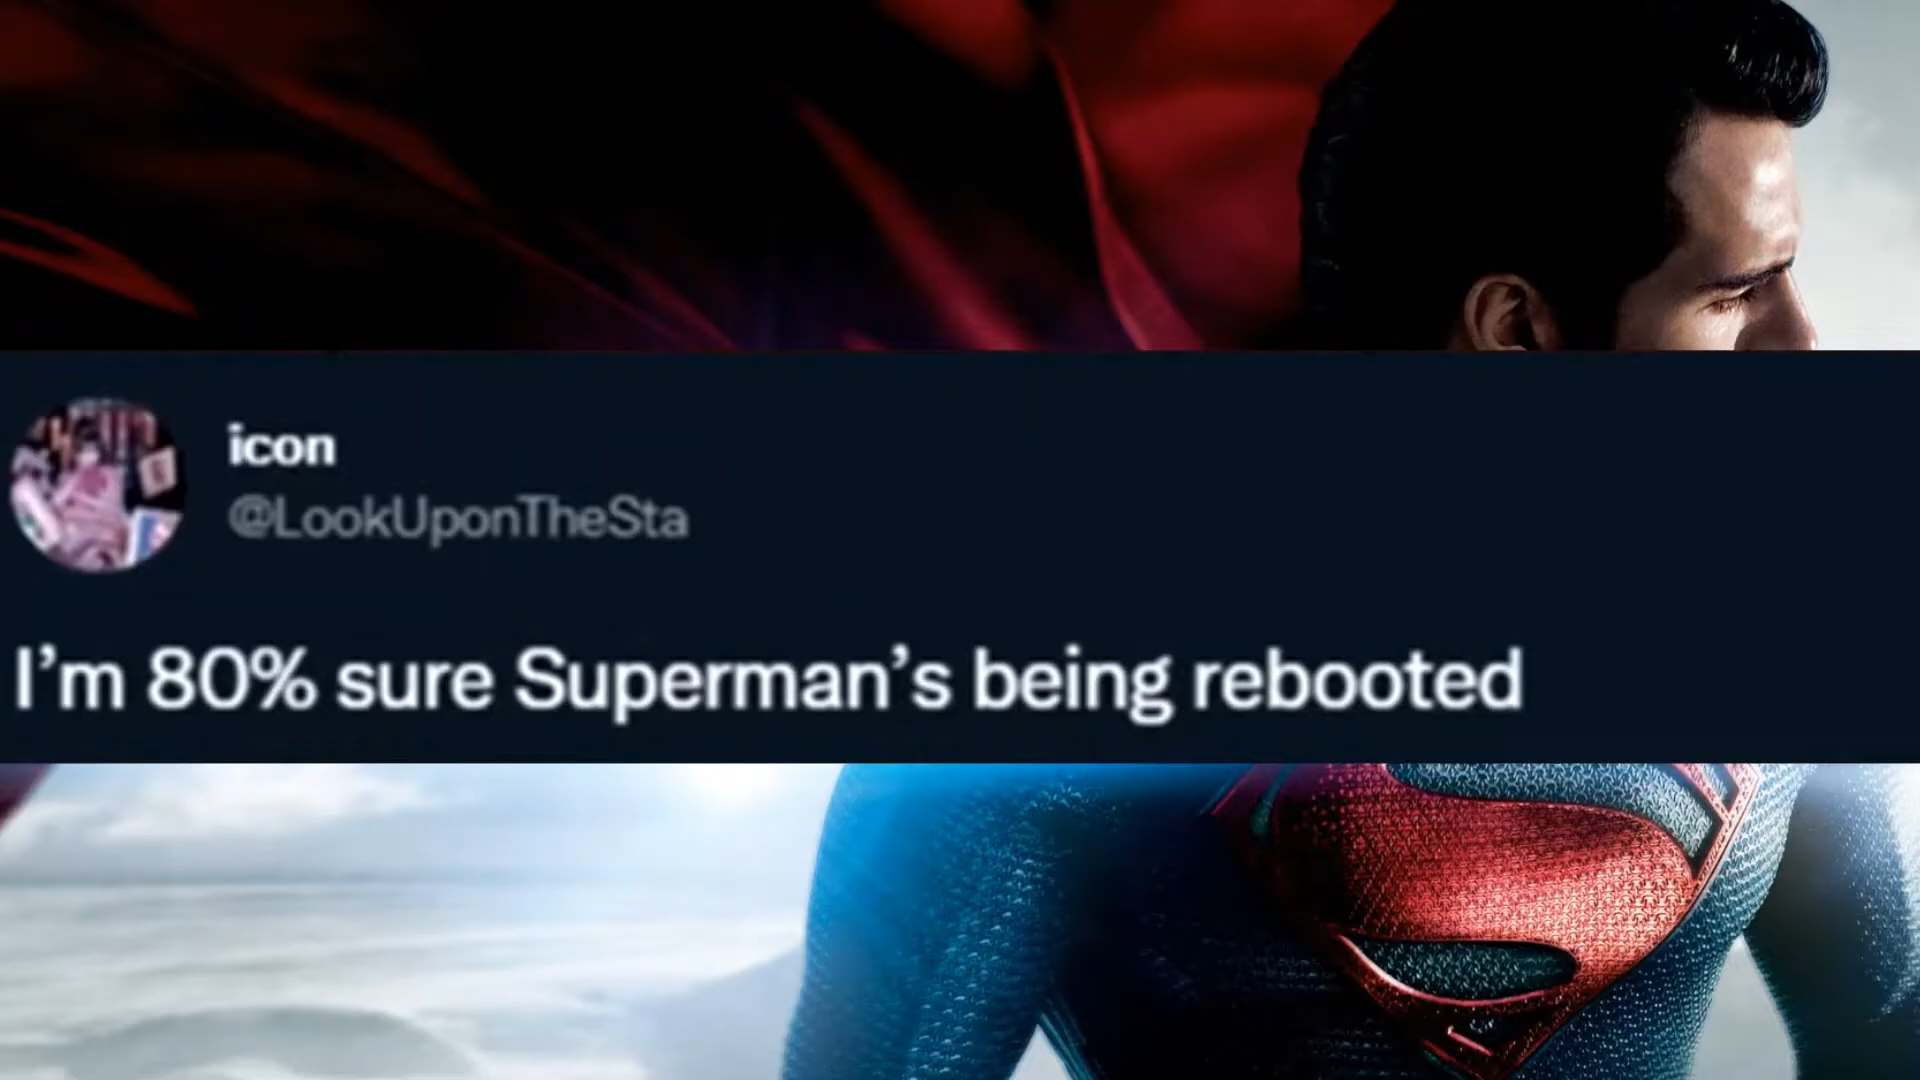 icon
@LookUponTheSta
I’m 80% sure Superman’s being rebooted